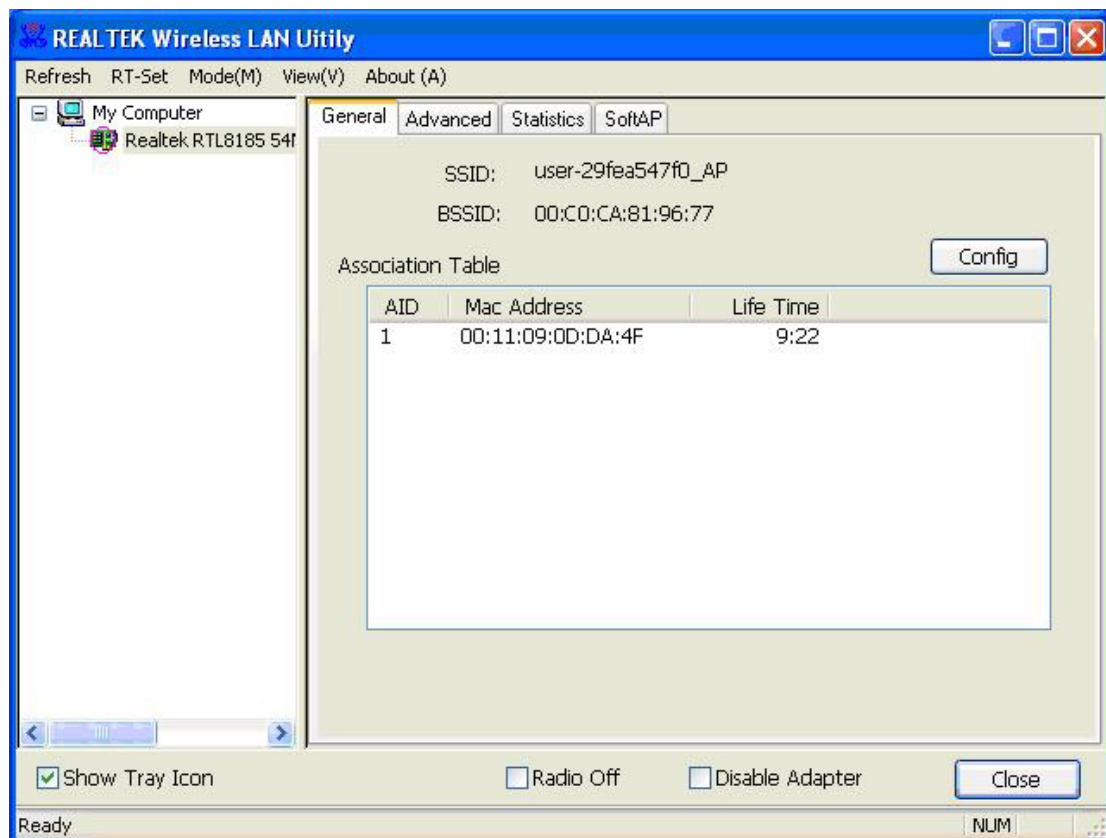 REALTEK Wireless LAN Uitily
Refresh RT-Set Mode(M) View(V) About (A)
My Computer
Realtek RTL8185 54M
General Advanced Statistics SoftAP
SSID: user-29fea547f0_AP
BSSID: 00:C0:CA:81:96:77
Config
Association Table
AID Mac Address Life Time
1 00:11:09:0D:DA:4F 9:22
Show Tray Icon Radio Off Disable Adapter Close
Ready NUM